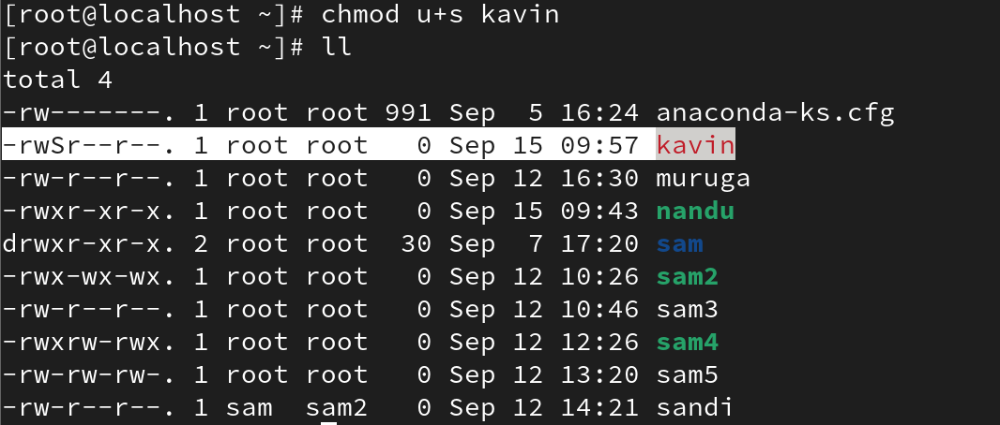 [root@localhost ~]# chmod u+s kavin
[root@localhost ~]# ll
total 4
-rw-------. 1 root root 991 Sep  5 16:24 anaconda-ks.cfg
-rwSr--r--. 1 root root   0 Sep 15 09:57 kavin
-rw-r--r--. 1 root root   0 Sep 12 16:30 muruga
-rwxr-xr-x. 1 root root   0 Sep 15 09:43 nandu
drwxr-xr-x. 2 root root  30 Sep  7 17:20 sam
-rwx-wx-wx. 1 root root   0 Sep 12 10:26 sam2
-rw-r--r--. 1 root root   0 Sep 12 10:46 sam3
-rwxrw-rwx. 1 root root   0 Sep 12 12:26 sam4
-rw-rw-rw-. 1 root root   0 Sep 12 13:20 sam5
-rw-r--r--. 1 sam  sam2   0 Sep 12 14:21 sandi